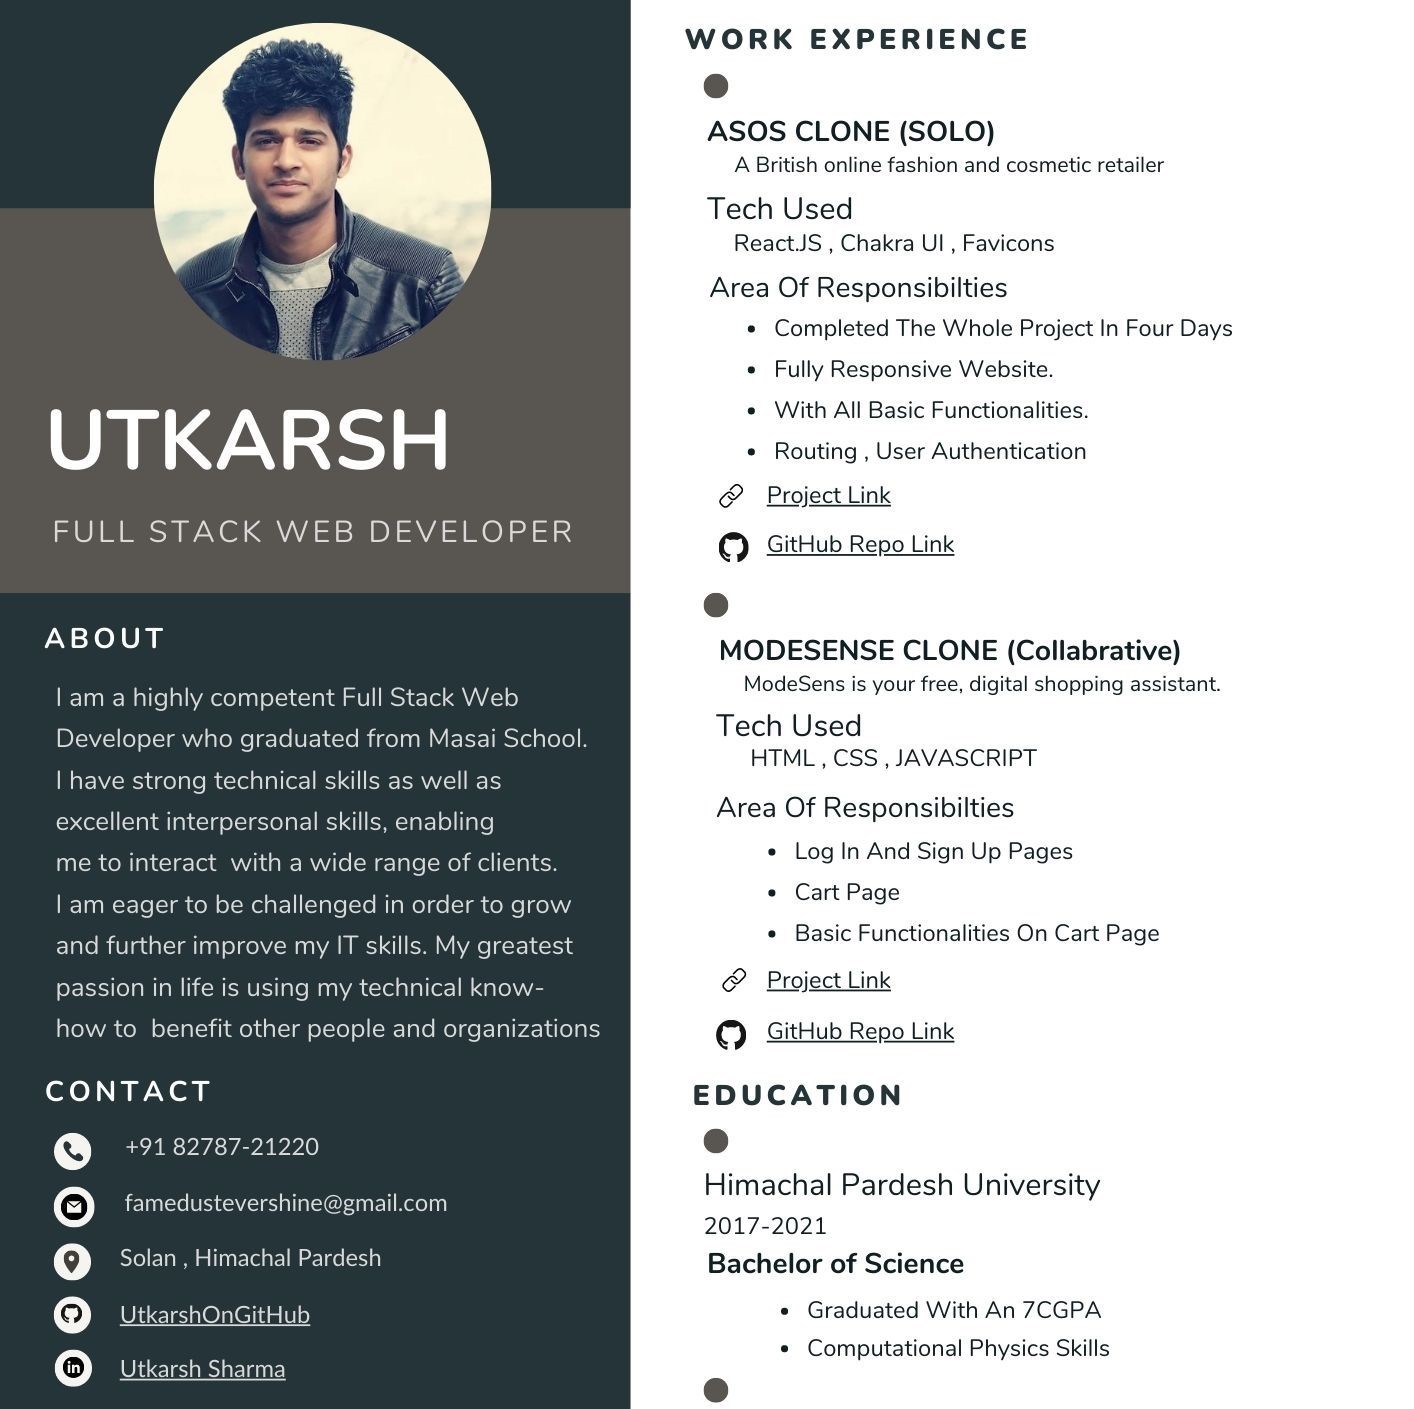 UTKARSH
FULL STACK WEB DEVELOPER
ABOUT
I am a highly competent Full Stack Web
Developer who graduated from Masai School.
I have strong technical skills as well as
excellent interpersonal skills, enabling
me to interact  with a wide range of clients.
I am eager to be challenged in order to grow
and further improve my IT skills. My greatest
passion in life is using my technical know-
how to  benefit other people and organizations
CONTACT
+91 82787-21220
famedustevershine@gmail.com
Solan , Himachal Pardesh
UtkarshOnGitHub
in
Utkarsh Sharma
WORK EXPERIENCE
ASOS CLONE (SOLO)
A British online fashion and cosmetic retailer
Tech Used
React.JS , Chakra UI , Favicons
Area Of Responsibilties
• Completed The Whole Project In Four Days
• Fully Responsive Website.
• With All Basic Functionalities.
• Routing , User Authentication
Project Link
GitHub Repo Link
MODESENSE CLONE (Collabrative)
ModeSens is your free, digital shopping assistant.
Tech Used
HTML , CSS , JAVASCRIPT
Area Of Responsibilties
• Log In And Sign Up Pages
• Cart Page
• Basic Functionalities On Cart Page
Project Link
GitHub Repo Link
EDUCATION
Himachal Pardesh University
2017-2021
Bachelor of Science
• Graduated With An 7CGPA
• Computational Physics Skills